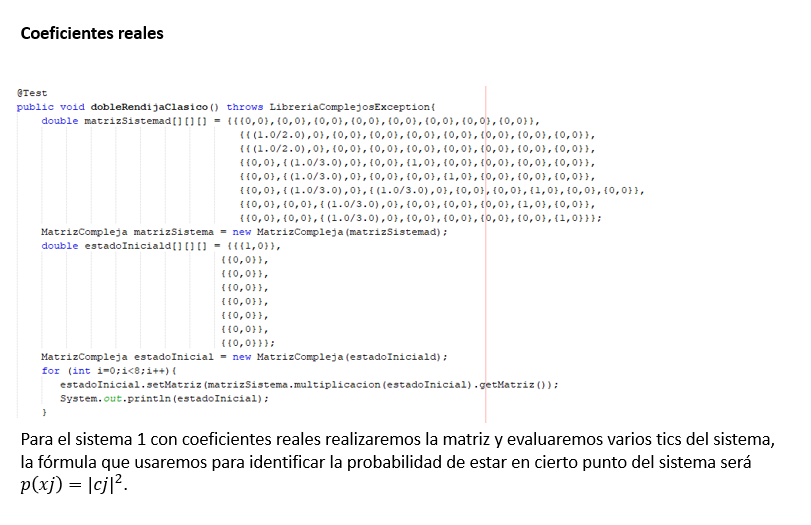 Coeficientes reales
@Test
public void dobleRendijaClasico() throws LibreriaComplejosException{
double matrizSistemad[][][] = {{{0,0},{0,0},{0,0},{0,0},{0,0},{0,0},{0,0},{0,0}},
{{(1.0/2.0),0},{0,0},{0,0},{0,0},{0,0},{0,0},{0,0},{0,0}},
{{(1.0/2.0),0},{0,0},{0,0},{0,0},{0,0},{0,0},{0,0},{0,0}},
{{0,0},{(1.0/3.0),0},{0,0},{1,0},{0,0},{0,0},{0,0},{0,0}},
{{0,0},{(1.0/3.0),0},{0,0},{0,0},{1,0},{0,0},{0,0},{0,0}},
{{0,0},{(1.0/3.0),0},{(1.0/3.0),0},{0,0},{0,0},{1,0},{0,0},{0,0}},
{{0,0},{0,0},{(1.0/3.0),0},{0,0},{0,0},{0,0},{1,0},{0,0}},
{{0,0},{0,0},{(1.0/3.0),0},{0,0},{0,0},{0,0},{0,0},{1,0}}};
MatrizCompleja matrizSistema = new MatrizCompleja(matrizSistemad);
double estadoIniciald[][][] = {{{1,0}},
{{0,0}},
{{0,0}},
{{0,0}},
{{0,0}},
{{0,0}},
{{0,0}},
{{0,0}}};
MatrizCompleja estadoInicial = new MatrizCompleja(estadoIniciald);
for (int i=0;i<8;i++){
estadoInicial.setMatriz(matrizSistema.multiplicacion(estadoInicial).getMatriz());
System.out.println(estadoInicial);
}
Para el sistema 1 con coeficientes reales realizaremos la matriz y evaluaremos varios tics del sistema,
la fórmula que usaremos para identificar la probabilidad de estar en cierto punto del sistema será
p(xj) = |cj|².